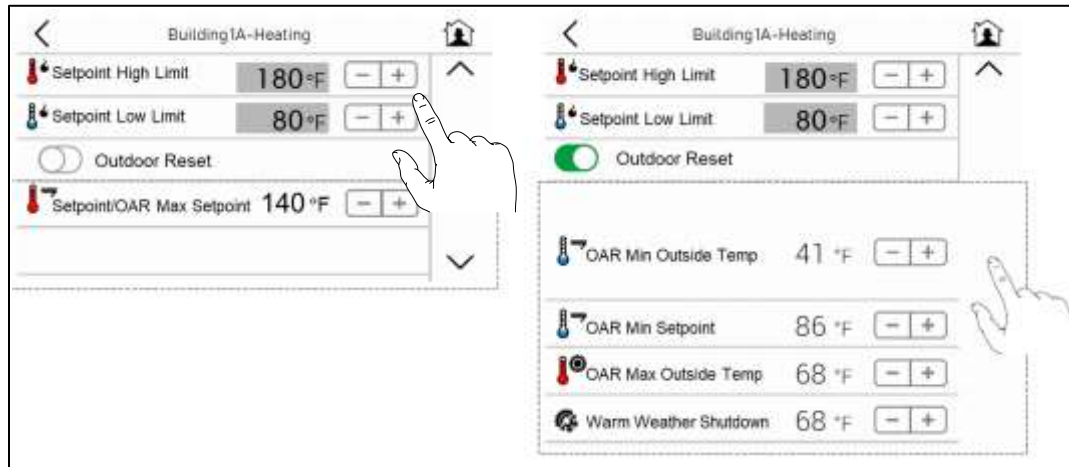 Building1A-Heating
Setpoint High Limit 180 °F - +
Setpoint Low Limit 80 °F - +
Outdoor Reset
Setpoint/OAR Max Setpoint 140 °F - +
Building1A-Heating
Setpoint High Limit 180 °F - +
Setpoint Low Limit 80 °F - +
Outdoor Reset
OAR Min Outside Temp 41 °F - +
OAR Min Setpoint 86 °F - +
OAR Max Outside Temp 68 °F - +
Warm Weather Shutdown 68 °F - +